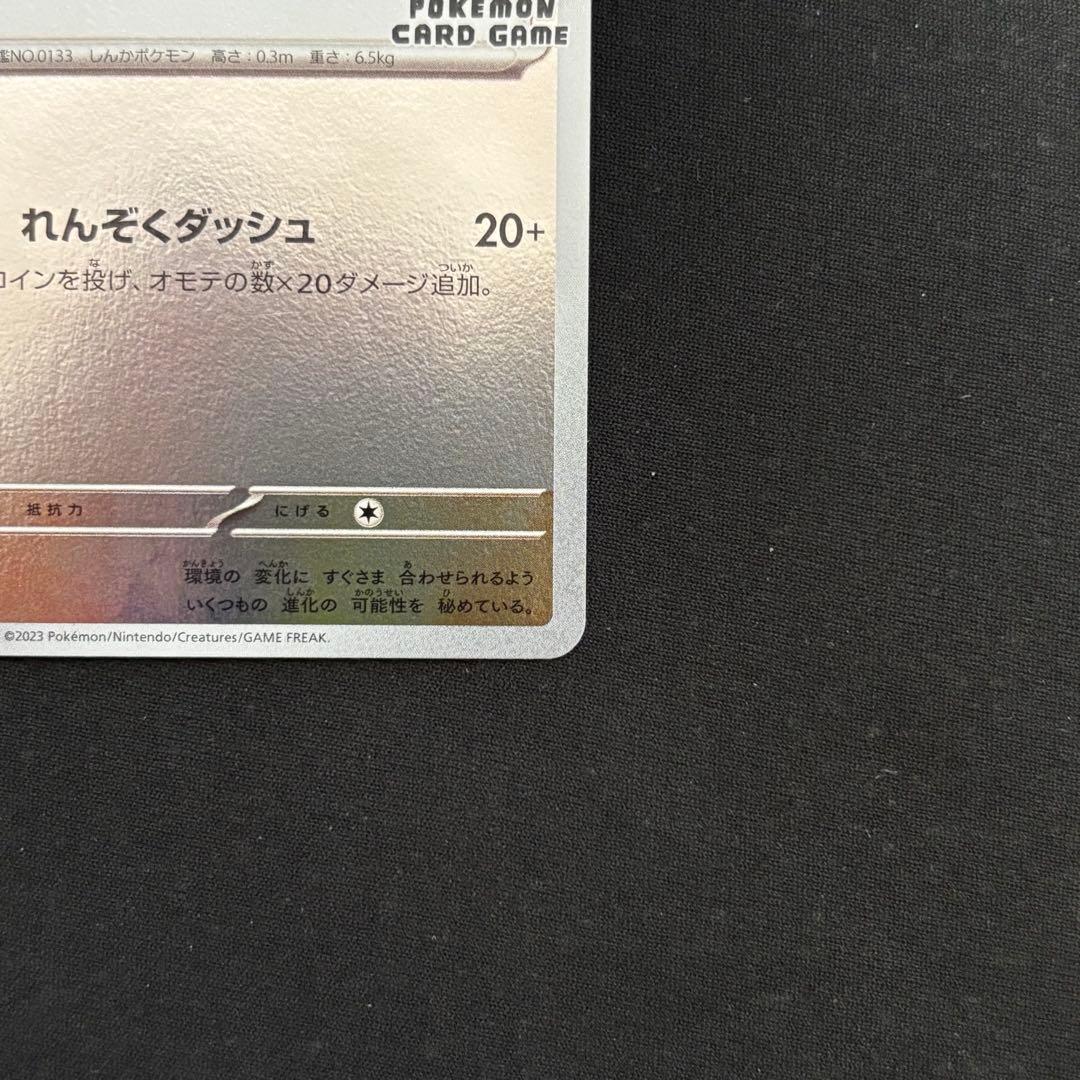 POKÉMON
CARD GAME
鑑NO.0133 しんかポケモン 高さ:0.3m 重さ:6.5kg
れんぞくダッシュ 20+
コインを投げ、オモテの数×20ダメージ追加。
抵抗力 にげる
環境の 変化に すぐさま 合わせられるよう
いくつもの 進化の 可能性を 秘めている。
©2023 Pokémon/Nintendo/Creatures/GAME FREAK.